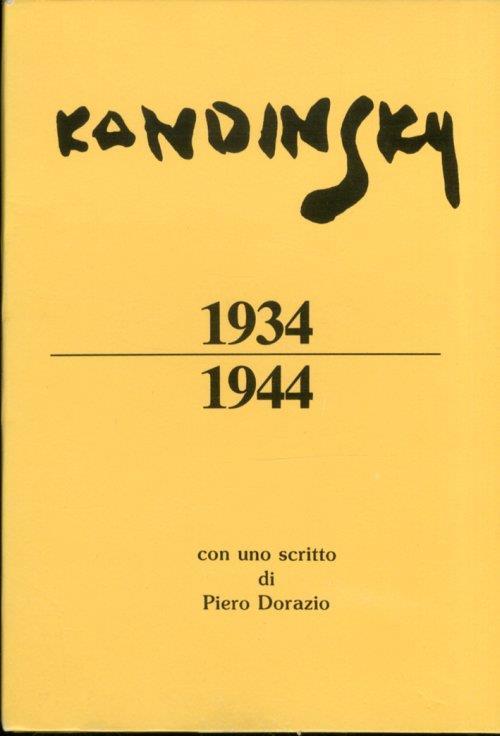 KANDINSKY
1934
1944
con uno scritto
di
Piero Dorazio